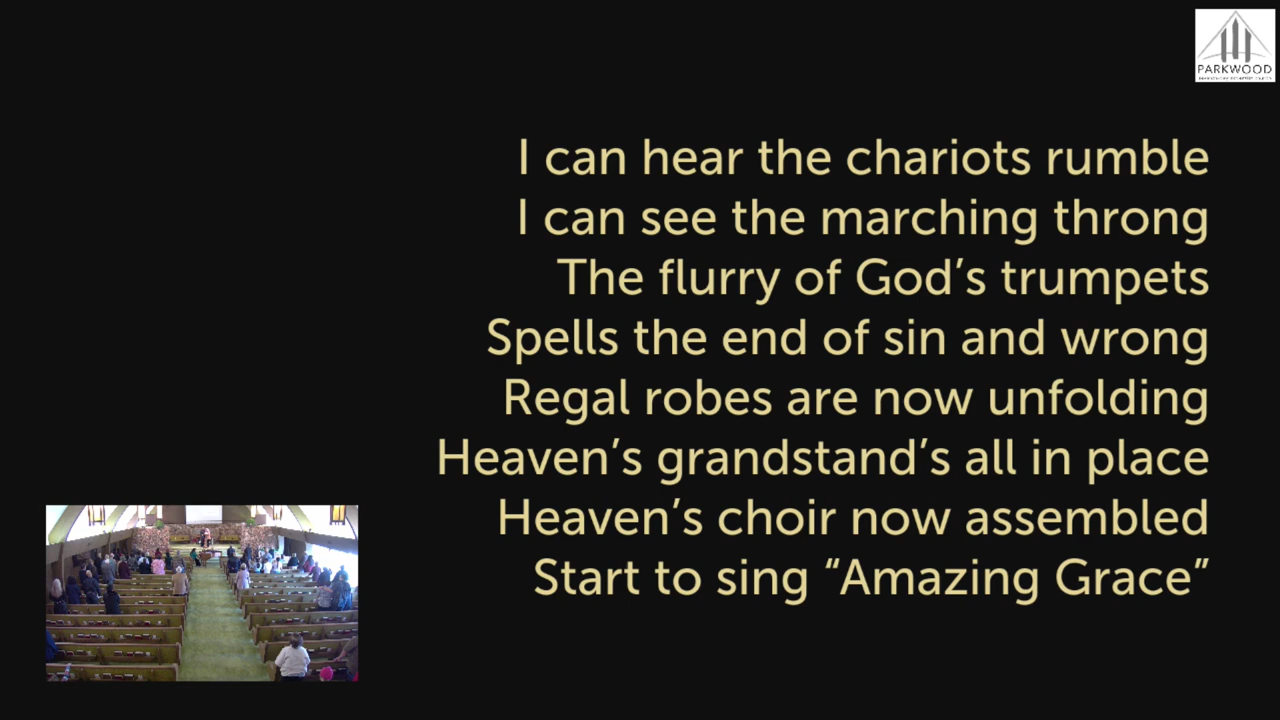 PARKWOOD
I can hear the chariots rumble
I can see the marching throng
The flurry of God’s trumpets
Spells the end of sin and wrong
Regal robes are now unfolding
Heaven’s grandstand’s all in place
Heaven’s choir now assembled
Start to sing “Amazing Grace”